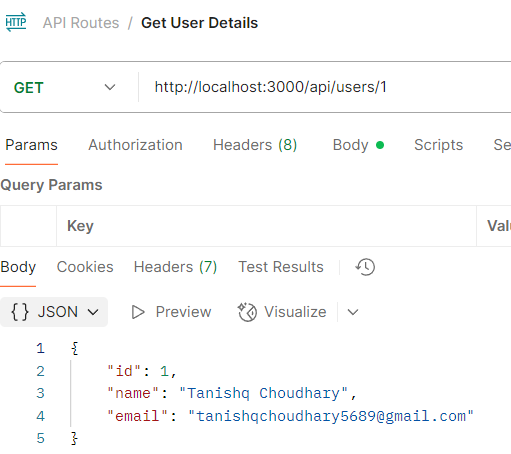 HTTP API Routes / Get User Details
GET http://localhost:3000/api/users/1
Params Authorization Headers (8) Body Scripts Se
Query Params
Key Valu
Body Cookies Headers (7) Test Results
{} JSON Preview Visualize
1 {
2 "id": 1,
3 "name": "Tanishq Choudhary",
4 "email": "tanishqchoudhary5689@gmail.com"
5 }